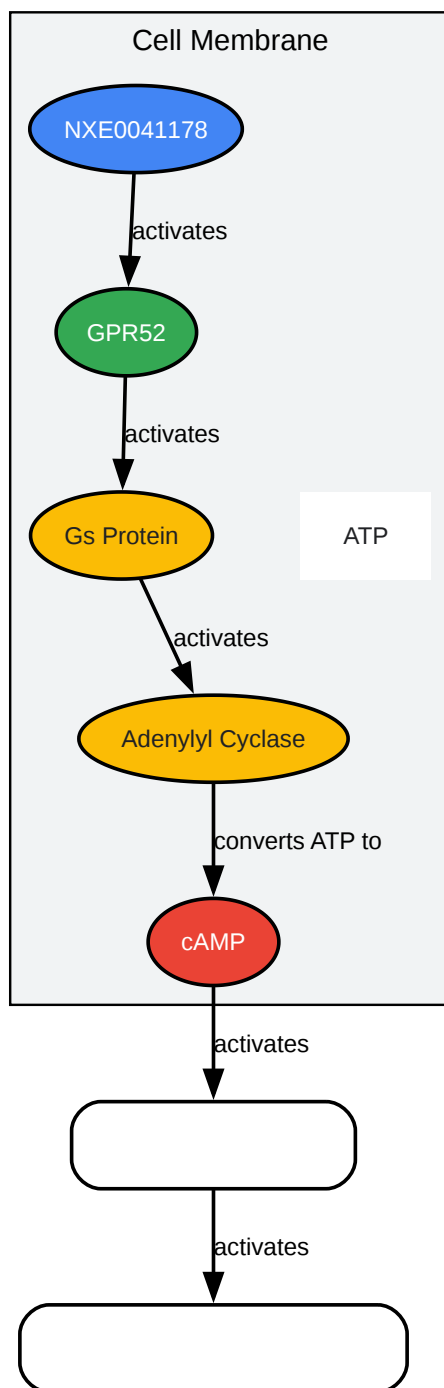 Cell Membrane
NXE0041178
activates
GPR52
activates
Gs Protein
ATP
activates
Adenylyl Cyclase
converts ATP to
cAMP
activates
activates